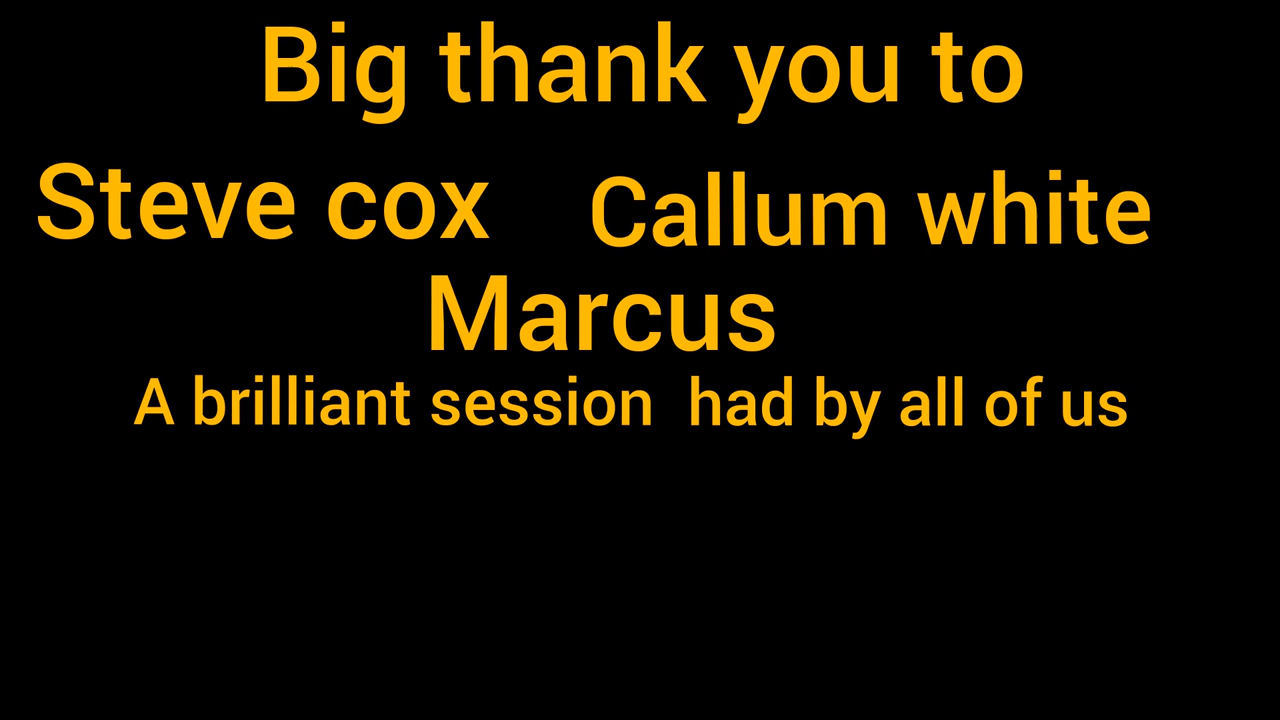 Big thank you to
Steve cox Callum white
Marcus
A brilliant session had by all of us